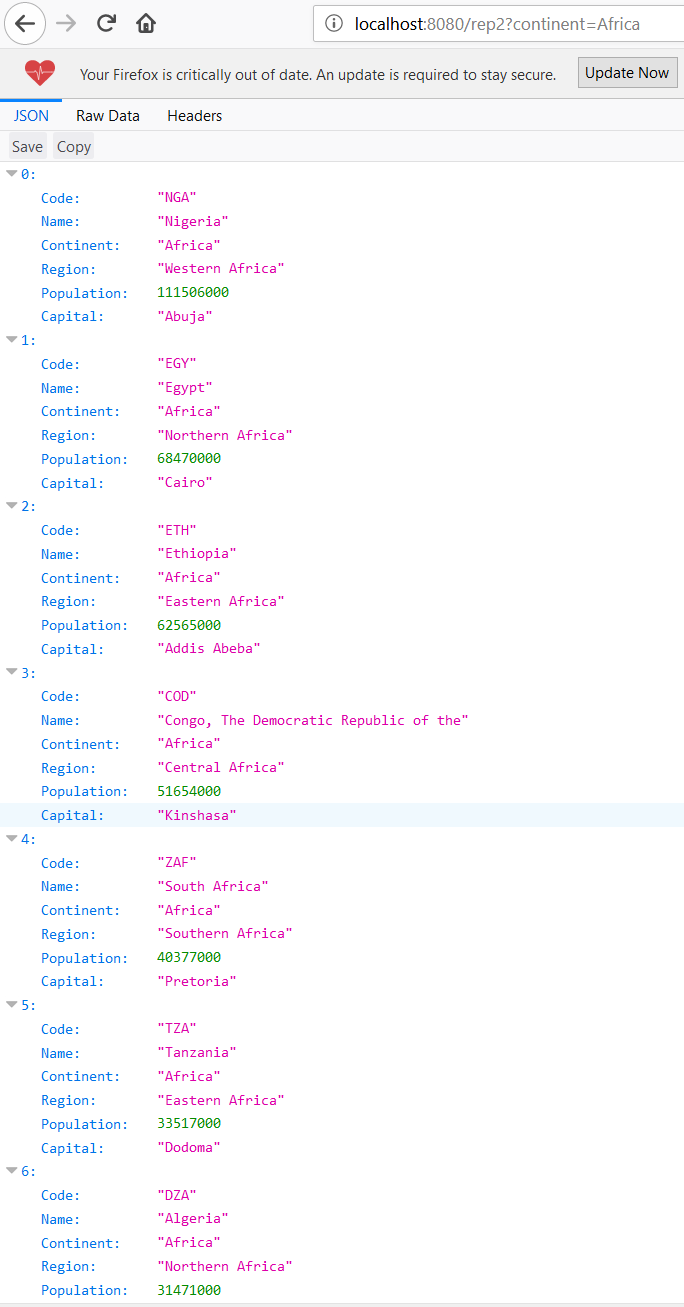 localhost:8080/rep2?continent=Africa
Your Firefox is critically out of date. An update is required to stay secure. Update Now
JSON Raw Data Headers
Save Copy
0:
Code: "NGA"
Name: "Nigeria"
Continent: "Africa"
Region: "Western Africa"
Population: 111506000
Capital: "Abuja"
1:
Code: "EGY"
Name: "Egypt"
Continent: "Africa"
Region: "Northern Africa"
Population: 68470000
Capital: "Cairo"
2:
Code: "ETH"
Name: "Ethiopia"
Continent: "Africa"
Region: "Eastern Africa"
Population: 62565000
Capital: "Addis Abeba"
3:
Code: "COD"
Name: "Congo, The Democratic Republic of the"
Continent: "Africa"
Region: "Central Africa"
Population: 51654000
Capital: "Kinshasa"
4:
Code: "ZAF"
Name: "South Africa"
Continent: "Africa"
Region: "Southern Africa"
Population: 40377000
Capital: "Pretoria"
5:
Code: "TZA"
Name: "Tanzania"
Continent: "Africa"
Region: "Eastern Africa"
Population: 33517000
Capital: "Dodoma"
6:
Code: "DZA"
Name: "Algeria"
Continent: "Africa"
Region: "Northern Africa"
Population: 31471000